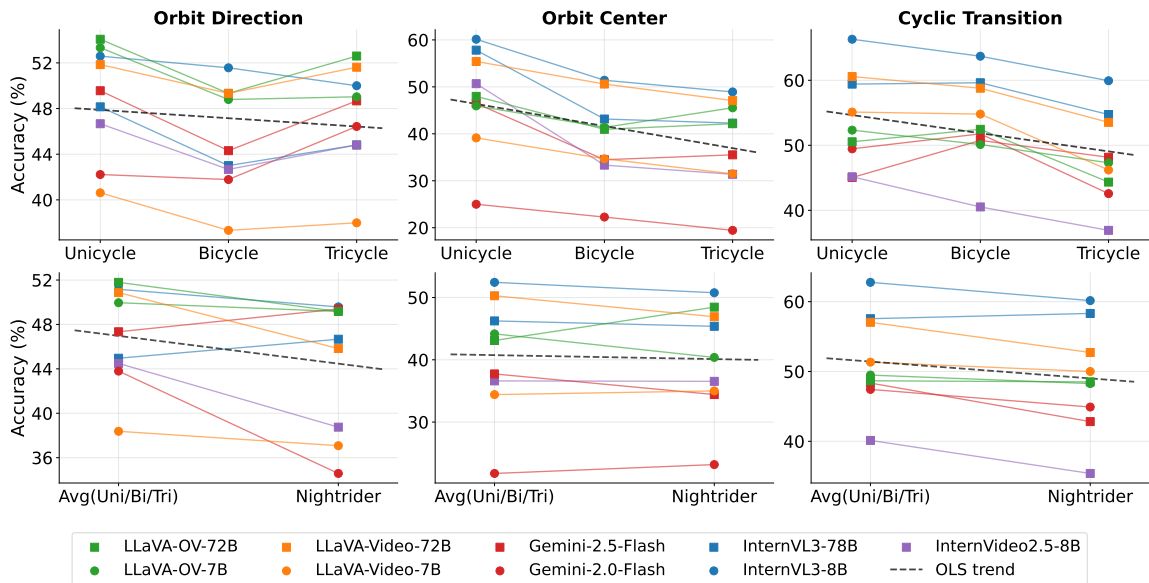 Orbit Direction
Orbit Center
Cyclic Transition
Accuracy (%)
52
48
44
40
Unicycle
Bicycle
Tricycle
60
50
40
30
20
Unicycle
Bicycle
Tricycle
60
50
40
Unicycle
Bicycle
Tricycle
Accuracy (%)
52
48
44
40
36
Avg(Uni/Bi/Tri)
Nightrider
50
40
30
Avg(Uni/Bi/Tri)
Nightrider
60
50
40
Avg(Uni/Bi/Tri)
Nightrider
LLaVA-OV-72B
LLaVA-Video-72B
Gemini-2.5-Flash
InternVL3-78B
InternVideo2.5-8B
LLaVA-OV-7B
LLaVA-Video-7B
Gemini-2.0-Flash
InternVL3-8B
OLS trend